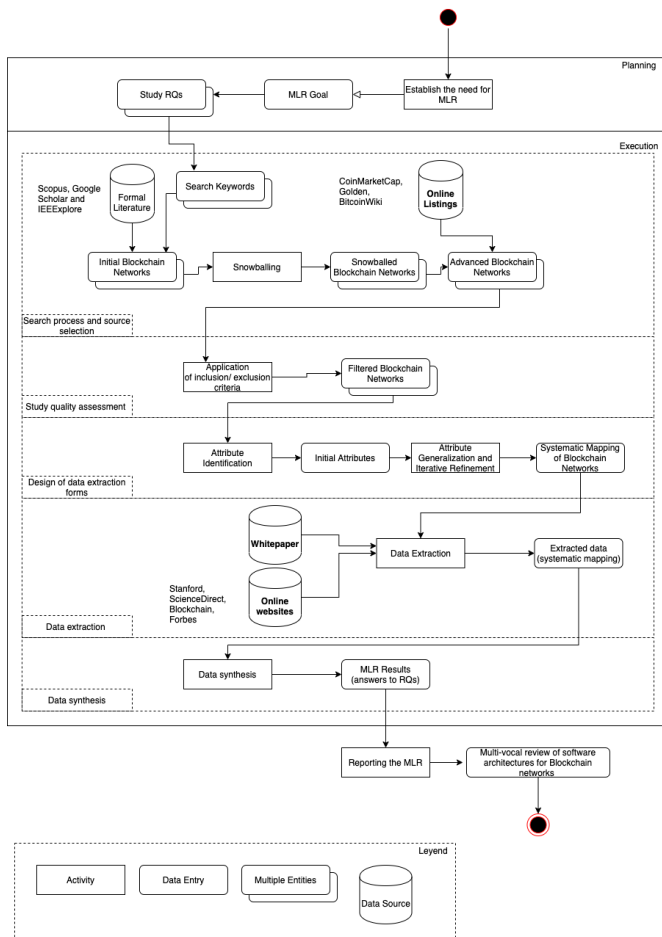 Planning
Study RQs
MLR Goal
Establish the need for
MLR
Execution
Scopus, Google
Scholar and
IEEExplore
Formal
Literature
Search Keywords
CoinMarketCap,
Golden,
BitcoinWiki
Online
Listings
Initial Blockchain
Networks
Snowballing
Snowballed
Blockchain Networks
Advanced Blockchain
Networks
Search process and source
selection
Application
of inclusion/ exclusion
criteria
Filtered Blockchain
Networks
Study quality assessment
Attribute
Identification
Initial Attributes
Attribute
Generalization and
Iterative Refinement
Systematic Mapping
of Blockchain
Networks
Design of data extraction
forms
Whitepaper
Data Extraction
Extracted data
(systematic mapping)
Stanford,
ScienceDirect,
Blockchain,
Forbes
Online
websites
Data extraction
Data synthesis
MLR Results
(answers to RQs)
Data synthesis
Reporting the MLR
Multi-vocal review of software
architectures for Blockchain
networks
Leyend
Activity
Data Entry
Multiple Entities
Data Source